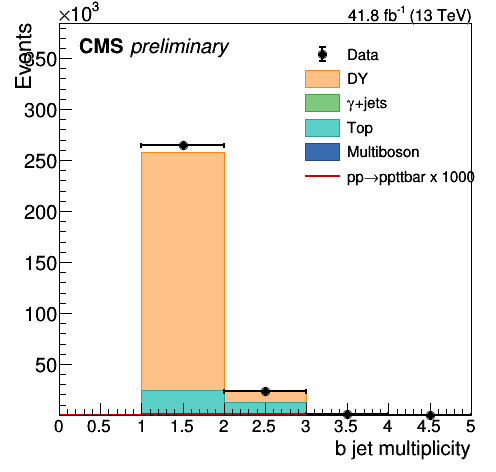 ×10³
41.8 fb⁻¹ (13 TeV)
Events
CMS preliminary
Data
DY
γ+jets
Top
Multiboson
pp→ppttbar x 1000
350
300
250
200
150
100
50
0 0.5 1 1.5 2 2.5 3 3.5 4 4.5 5
b jet multiplicity